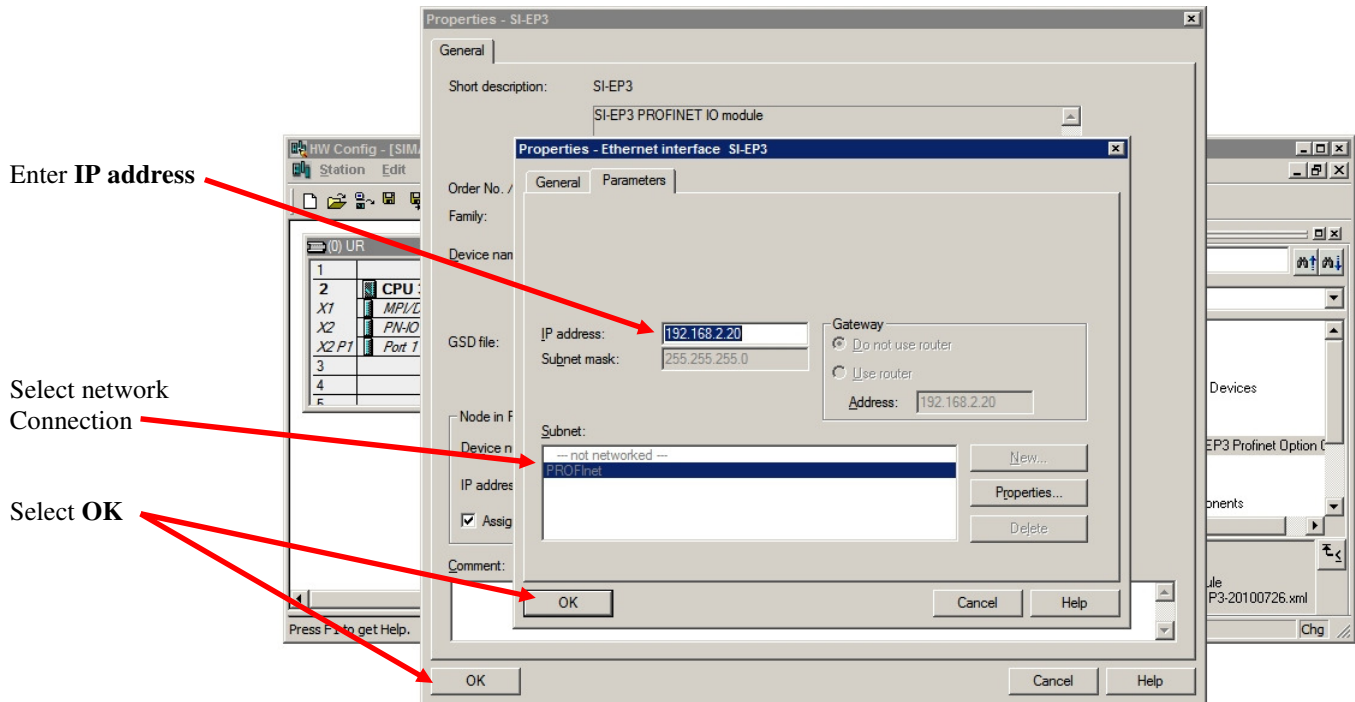 Properties - SI-EP3
General
Short description: SI-EP3
SI-EP3 PROFINET IO module
HW Config - [SIM
Properties - Ethernet interface SI-EP3
Station Edit
General Parameters
Enter IP address
Order No. /
Family:
(0) UR
Device nam
1
2 CPU
X1 MPI/D
X2 PN-IO
X2 P1 Port 1
3
4
5
GSD file:
IP address: 192.168.2.20
Subnet mask: 255.255.255.0
Gateway
Do not use router
Use router
Address: 192.168.2.20
Select network
Connection
Devices
Node in
Subnet:
Device n
--- not networked ---
PROFInet
New...
EP3 Profinet Option
IP addres
Properties...
Select OK
Assig
Delete
onents
Comment:
OK Cancel Help
ule
P3-20100726.xml
Press F1 to get Help.
Chg
OK Cancel Help